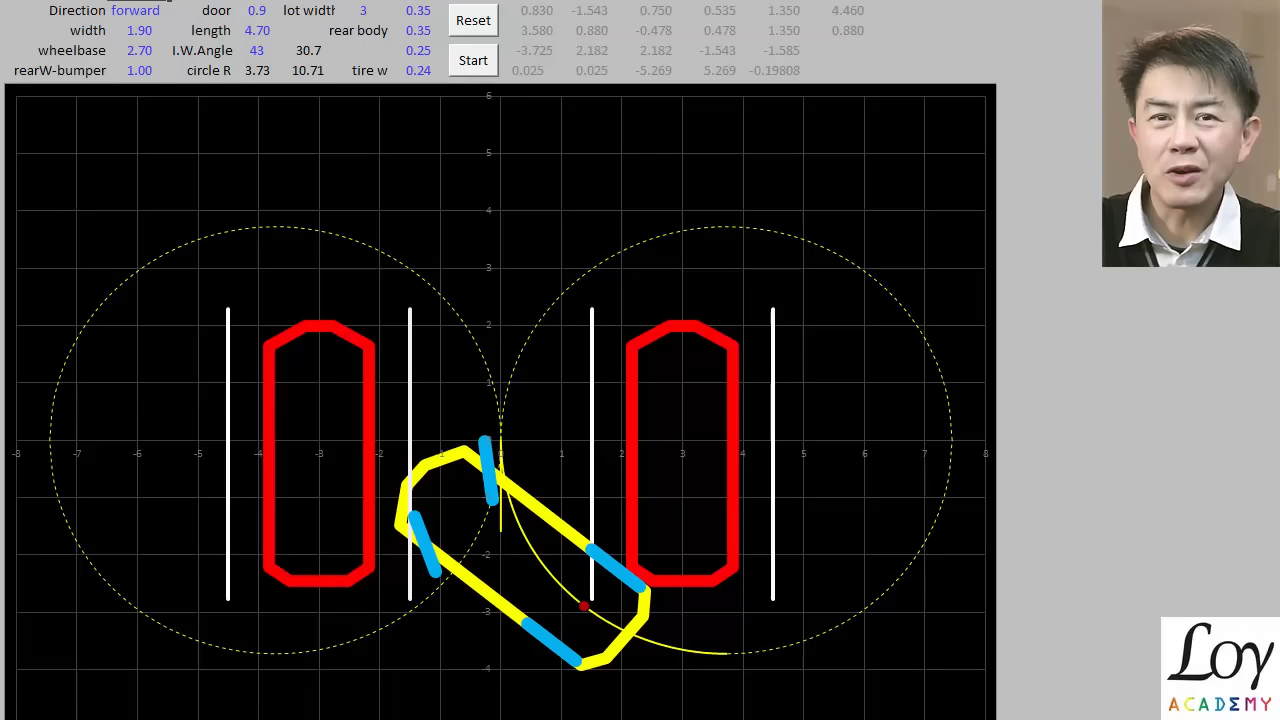 Direction forward door 0.9 lot width 3 0.35 Reset 0.830 -1.543 0.750 0.535 1.350 4.460
width 1.90 length 4.70 rear body 0.35 3.580 0.880 -0.478 0.478 1.350 0.880
wheelbase 2.70 I.W.Angle 43 30.7 0.25 Start -3.725 2.182 2.182 -1.543 -1.585
rearW-bumper 1.00 circle R 3.73 10.71 tire w 0.24 0.025 0.025 -5.269 5.269 -0.19808
6
5
4
3
2
1
-8 -7 -6 -5 -4 -3 -2 -1 0 1 2 3 4 5 6 7 8
-2
-3
-4
Loy
ACADEMY